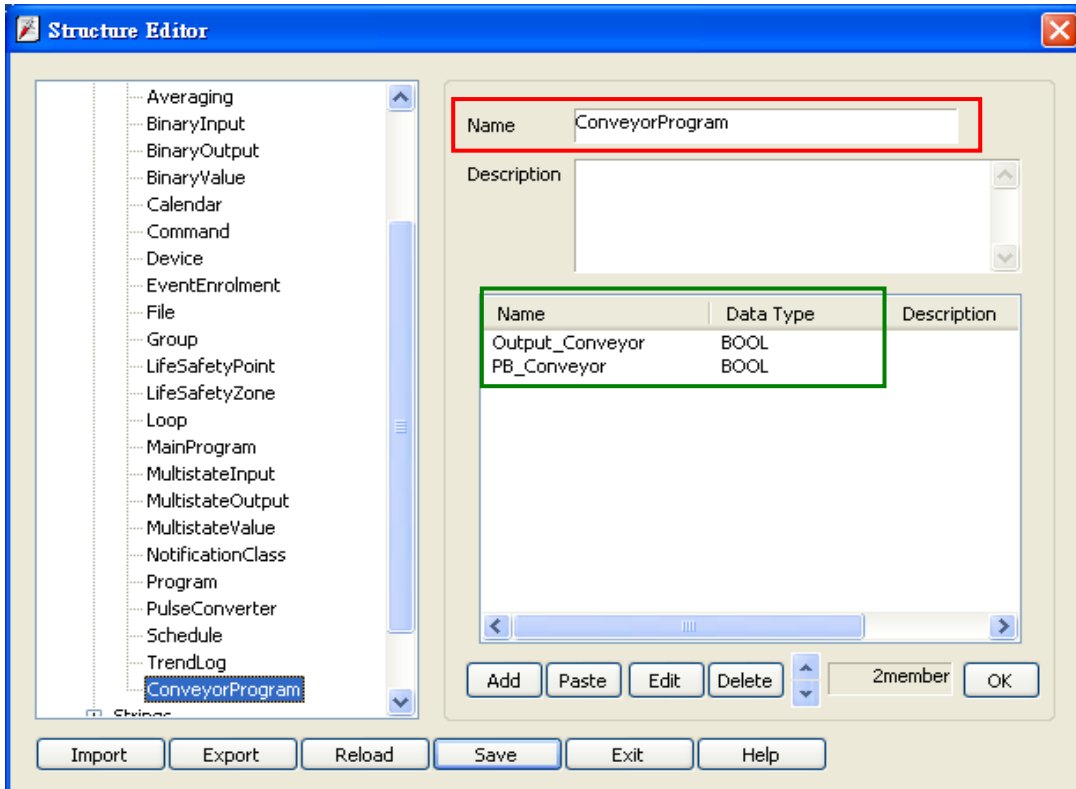 Structure Editor
Averaging
BinaryInput
BinaryOutput
BinaryValue
Calendar
Command
Device
EventEnrolment
File
Group
LifeSafetyPoint
LifeSafetyZone
Loop
MainProgram
MultistateInput
MultistateOutput
MultistateValue
NotificationClass
Program
PulseConverter
Schedule
TrendLog
ConveyorProgram
Strings
Name ConveyorProgram
Description
Name Data Type Description
Output_Conveyor BOOL
PB_Conveyor BOOL
Add Paste Edit Delete 2member OK
Import Export Reload Save Exit Help